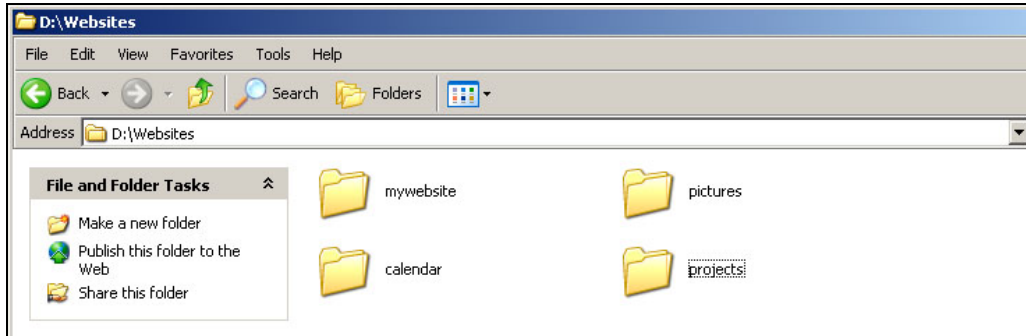 D:\Websites
File Edit View Favorites Tools Help
Back Search Folders
Address D:\Websites
File and Folder Tasks
Make a new folder
Publish this folder to the
Web
Share this folder
mywebsite pictures
calendar projects